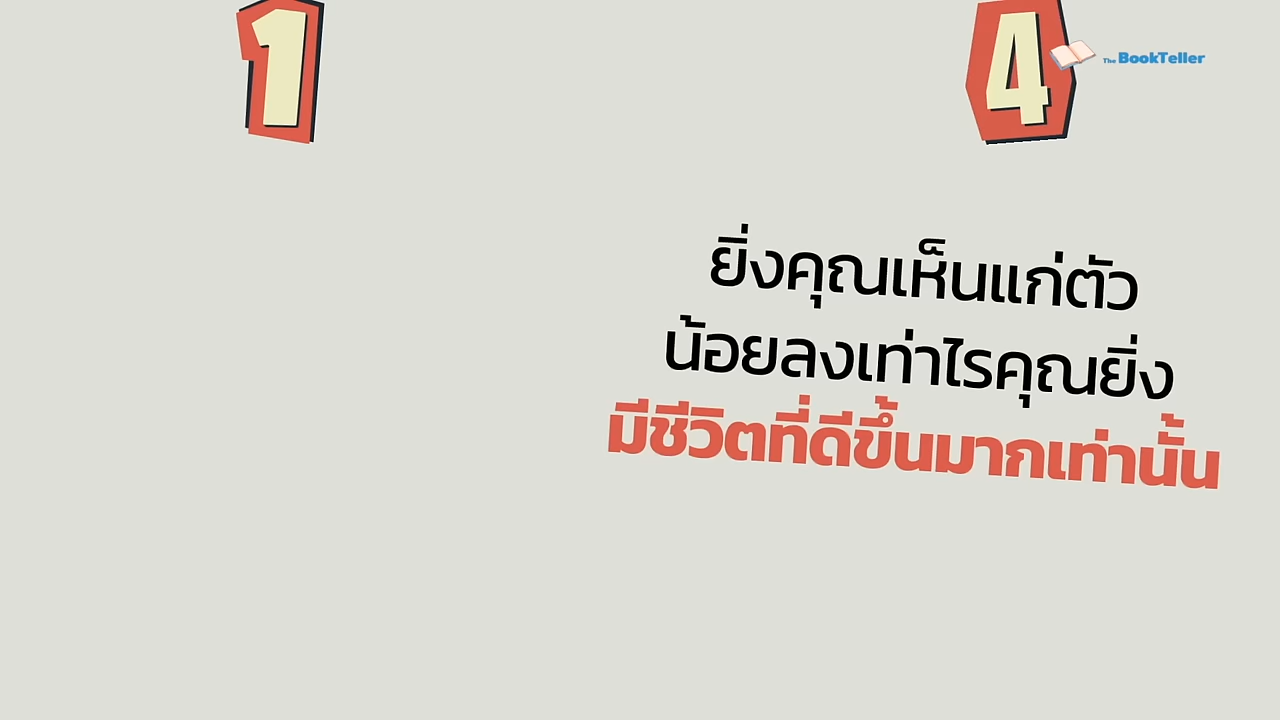 1
4
The BookTeller
ยิ่งคุณเห็นแก่ตัว
น้อยลงเท่าไรคุณยิ่ง
มีชีวิตที่ดีขึ้นมากเท่านั้น